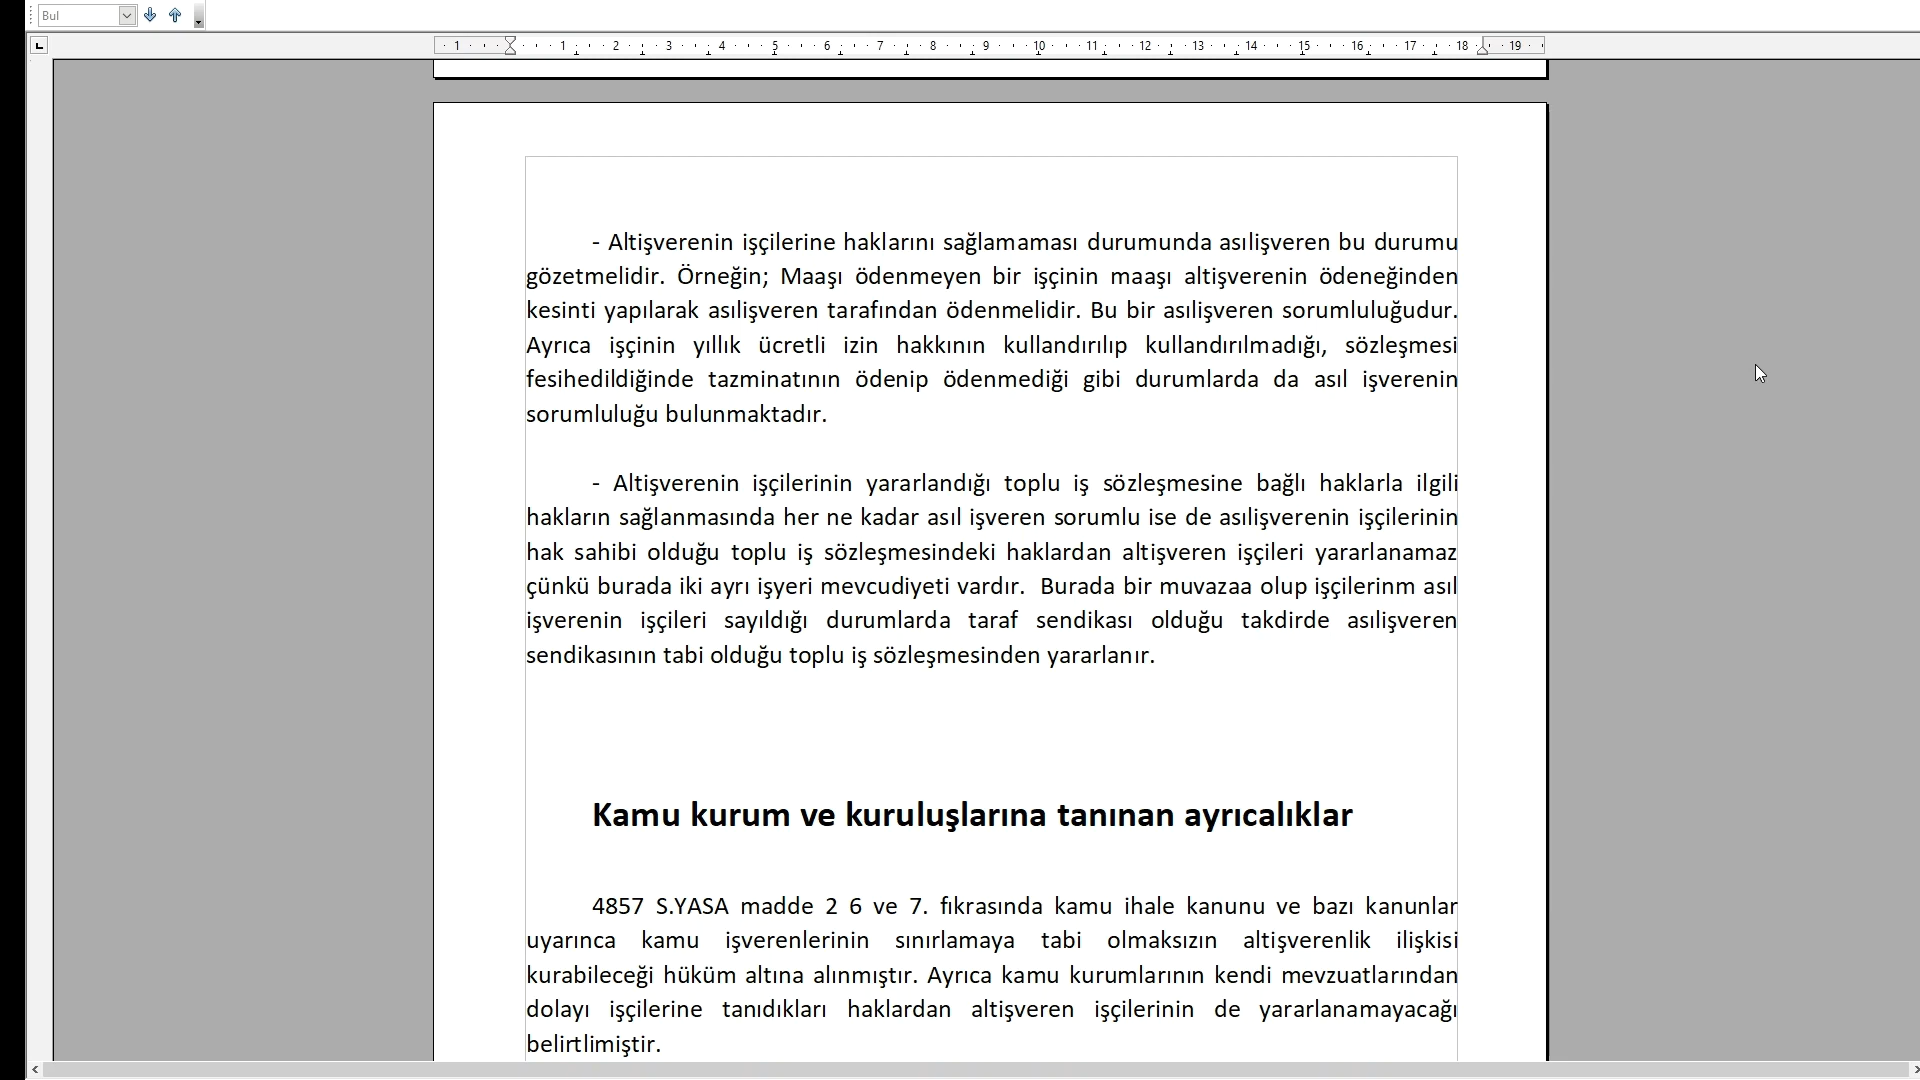 Bul
1 1 2 3 4 5 6 7 8 9 10 11 12 13 14 15 16 17 18 19
- Altişverenin işçilerine haklarını sağlamaması durumunda asılişveren bu durumu
gözetmelidir. Örneğin; Maaşı ödenmeyen bir işçinin maaşı altişverenin ödeneğinden
kesinti yapılarak asılişveren tarafından ödenmelidir. Bu bir asılişveren sorumluluğudur.
Ayrıca işçinin yıllık ücretli izin hakkının kullandırılıp kullandırılmadığı, sözleşmesi
fesihedildiğinde tazminatının ödenip ödenmediği gibi durumlarda da asıl işverenin
sorumluluğu bulunmaktadır.
- Altişverenin işçilerinin yararlandığı toplu iş sözleşmesine bağlı haklarla ilgili
hakların sağlanmasında her ne kadar asıl işveren sorumlu ise de asılişverenin işçilerinin
hak sahibi olduğu toplu iş sözleşmesindeki haklardan altişveren işçileri yararlanamaz
çünkü burada iki ayrı işyeri mevcudiyeti vardır. Burada bir muvazaa olup işçilerinm asıl
işverenin işçileri sayıldığı durumlarda taraf sendikası olduğu takdirde asılişveren
sendikasının tabi olduğu toplu iş sözleşmesinden yararlanır.
Kamu kurum ve kuruluşlarına tanınan ayrıcalıklar
4857 S.YASA madde 2 6 ve 7. fıkrasında kamu ihale kanunu ve bazı kanunlar
uyarınca kamu işverenlerinin sınırlamaya tabi olmaksızın altişverenlik ilişkisi
kurabileceği hüküm altına alınmıştır. Ayrıca kamu kurumlarının kendi mevzuatlarından
dolayı işçilerine tanıdıkları haklardan altişveren işçilerinin de yararlanamayacağı
belirtlimiştir.